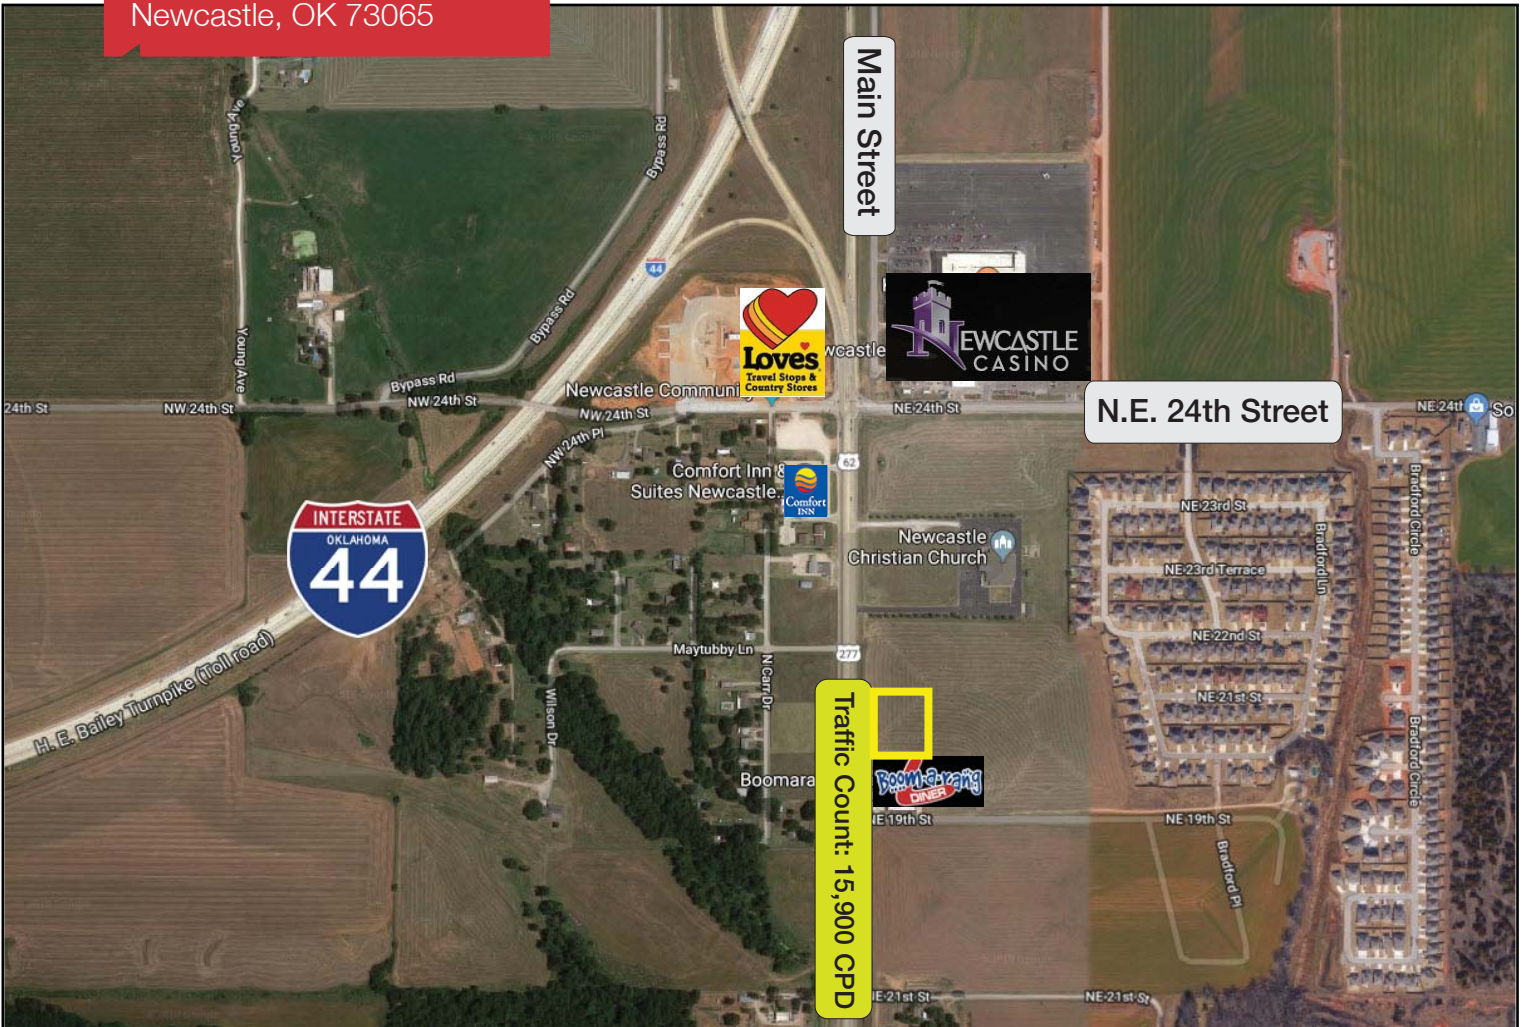 Newcastle, OK 73065
Main Street
Young Ave
Bypass Rd
44
Bypass Rd
Young Ave
Loves
Travel Stops &
Country Stores
wcastle
NEWCASTLE
CASINO
Bypass Rd
Newcastle Communi
24th St
NW 24th St
NW 24th St
NW 24th St
NE 24th St
N.E. 24th Street
NE 24th
So
NW 24th Pl
62
Comfort Inn &
Suites Newcastle...
Comfort
INN
Bradford Circle
NE 23rd St
INTERSTATE
OKLAHOMA
44
Newcastle
Christian Church
Bradford Ln
NE 23rd Terrace
NE 22nd St
Maytubby Ln
277
H. E. Bailey Turnpike (Toll road)
N Carr Dr
Wilson Dr
NE 21st St
Traffic Count: 15,900 CPD
Bradford Circle
Boomara
Boom-a-rang
DINER
NE 19th St
NE 19th St
Bradford Pl
NE 21st St
NE 21st St